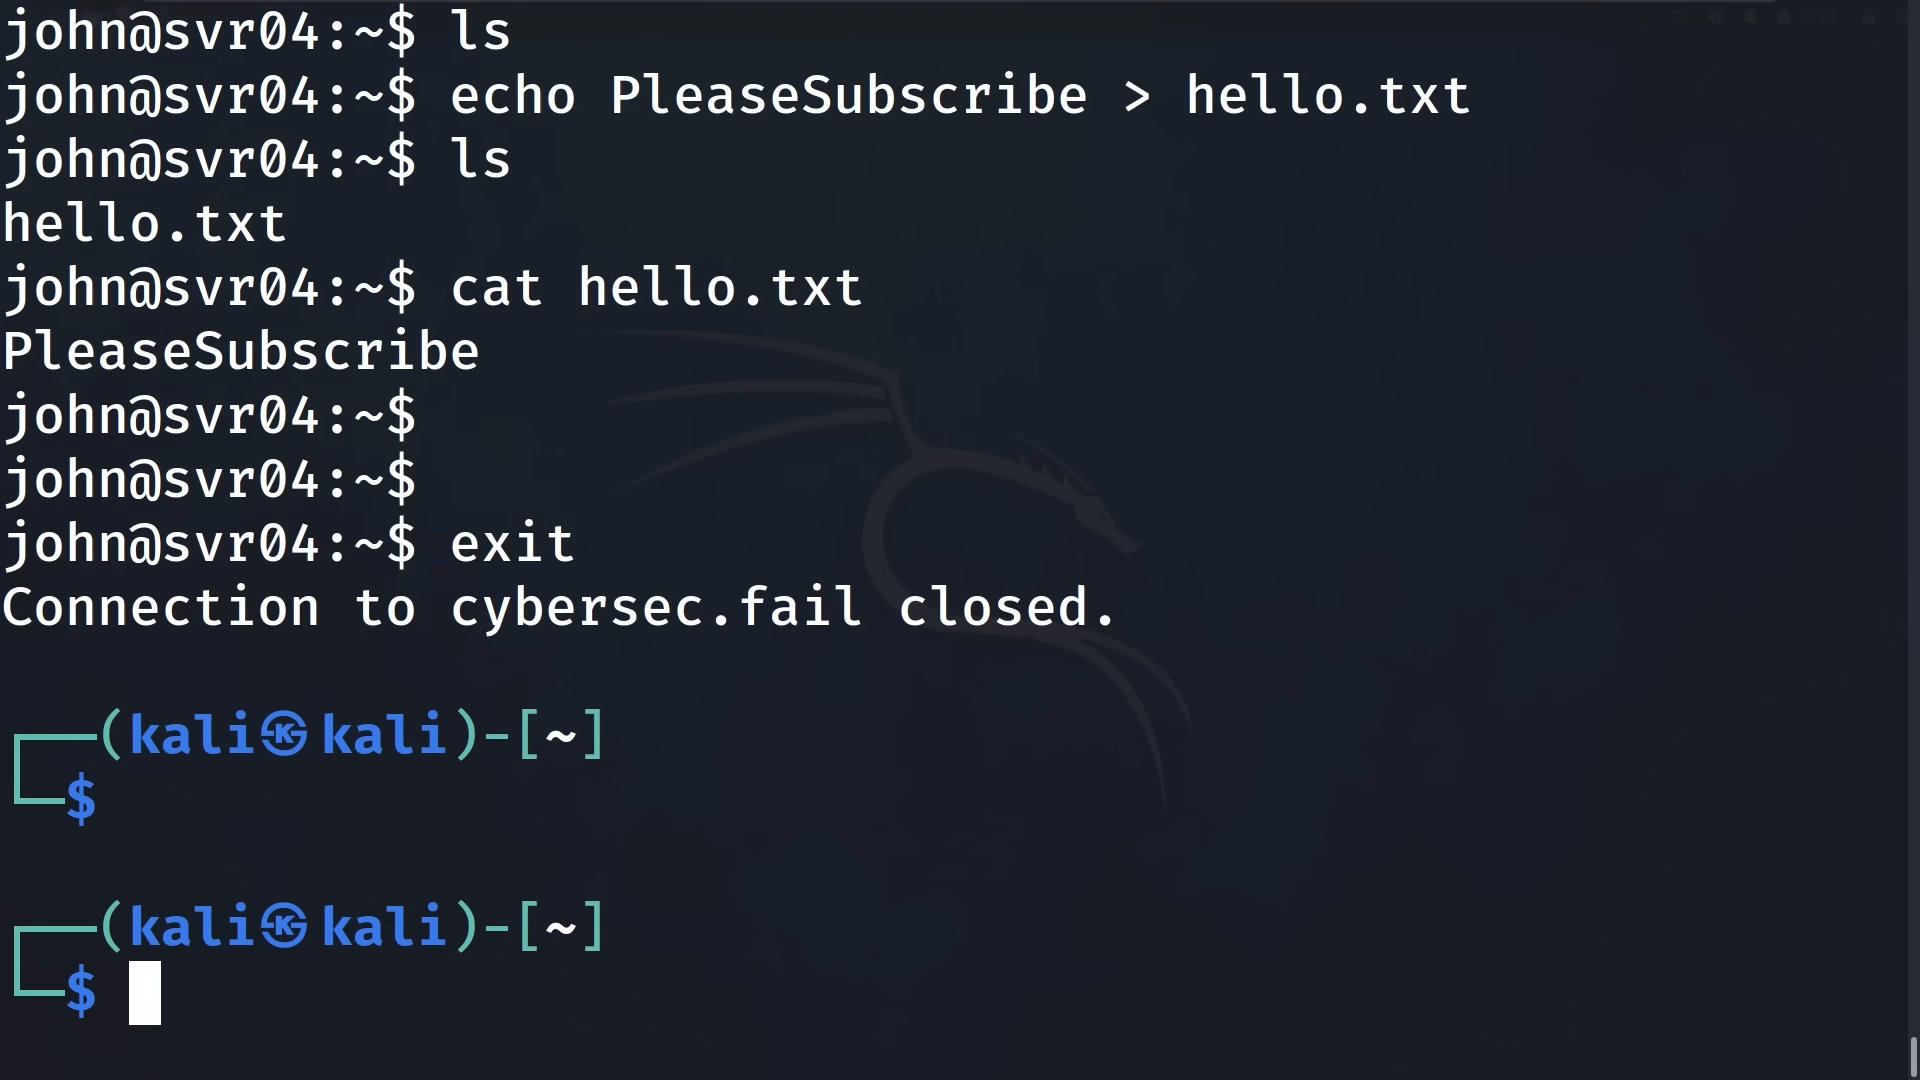 john@svr04:~$ ls
john@svr04:~$ echo PleaseSubscribe > hello.txt
john@svr04:~$ ls
hello.txt
john@svr04:~$ cat hello.txt
PleaseSubscribe
john@svr04:~$
john@svr04:~$
john@svr04:~$ exit
Connection to cybersec.fail closed.
┌──(kali㉿kali)-[~]
└─$
┌──(kali㉿kali)-[~]
└─$